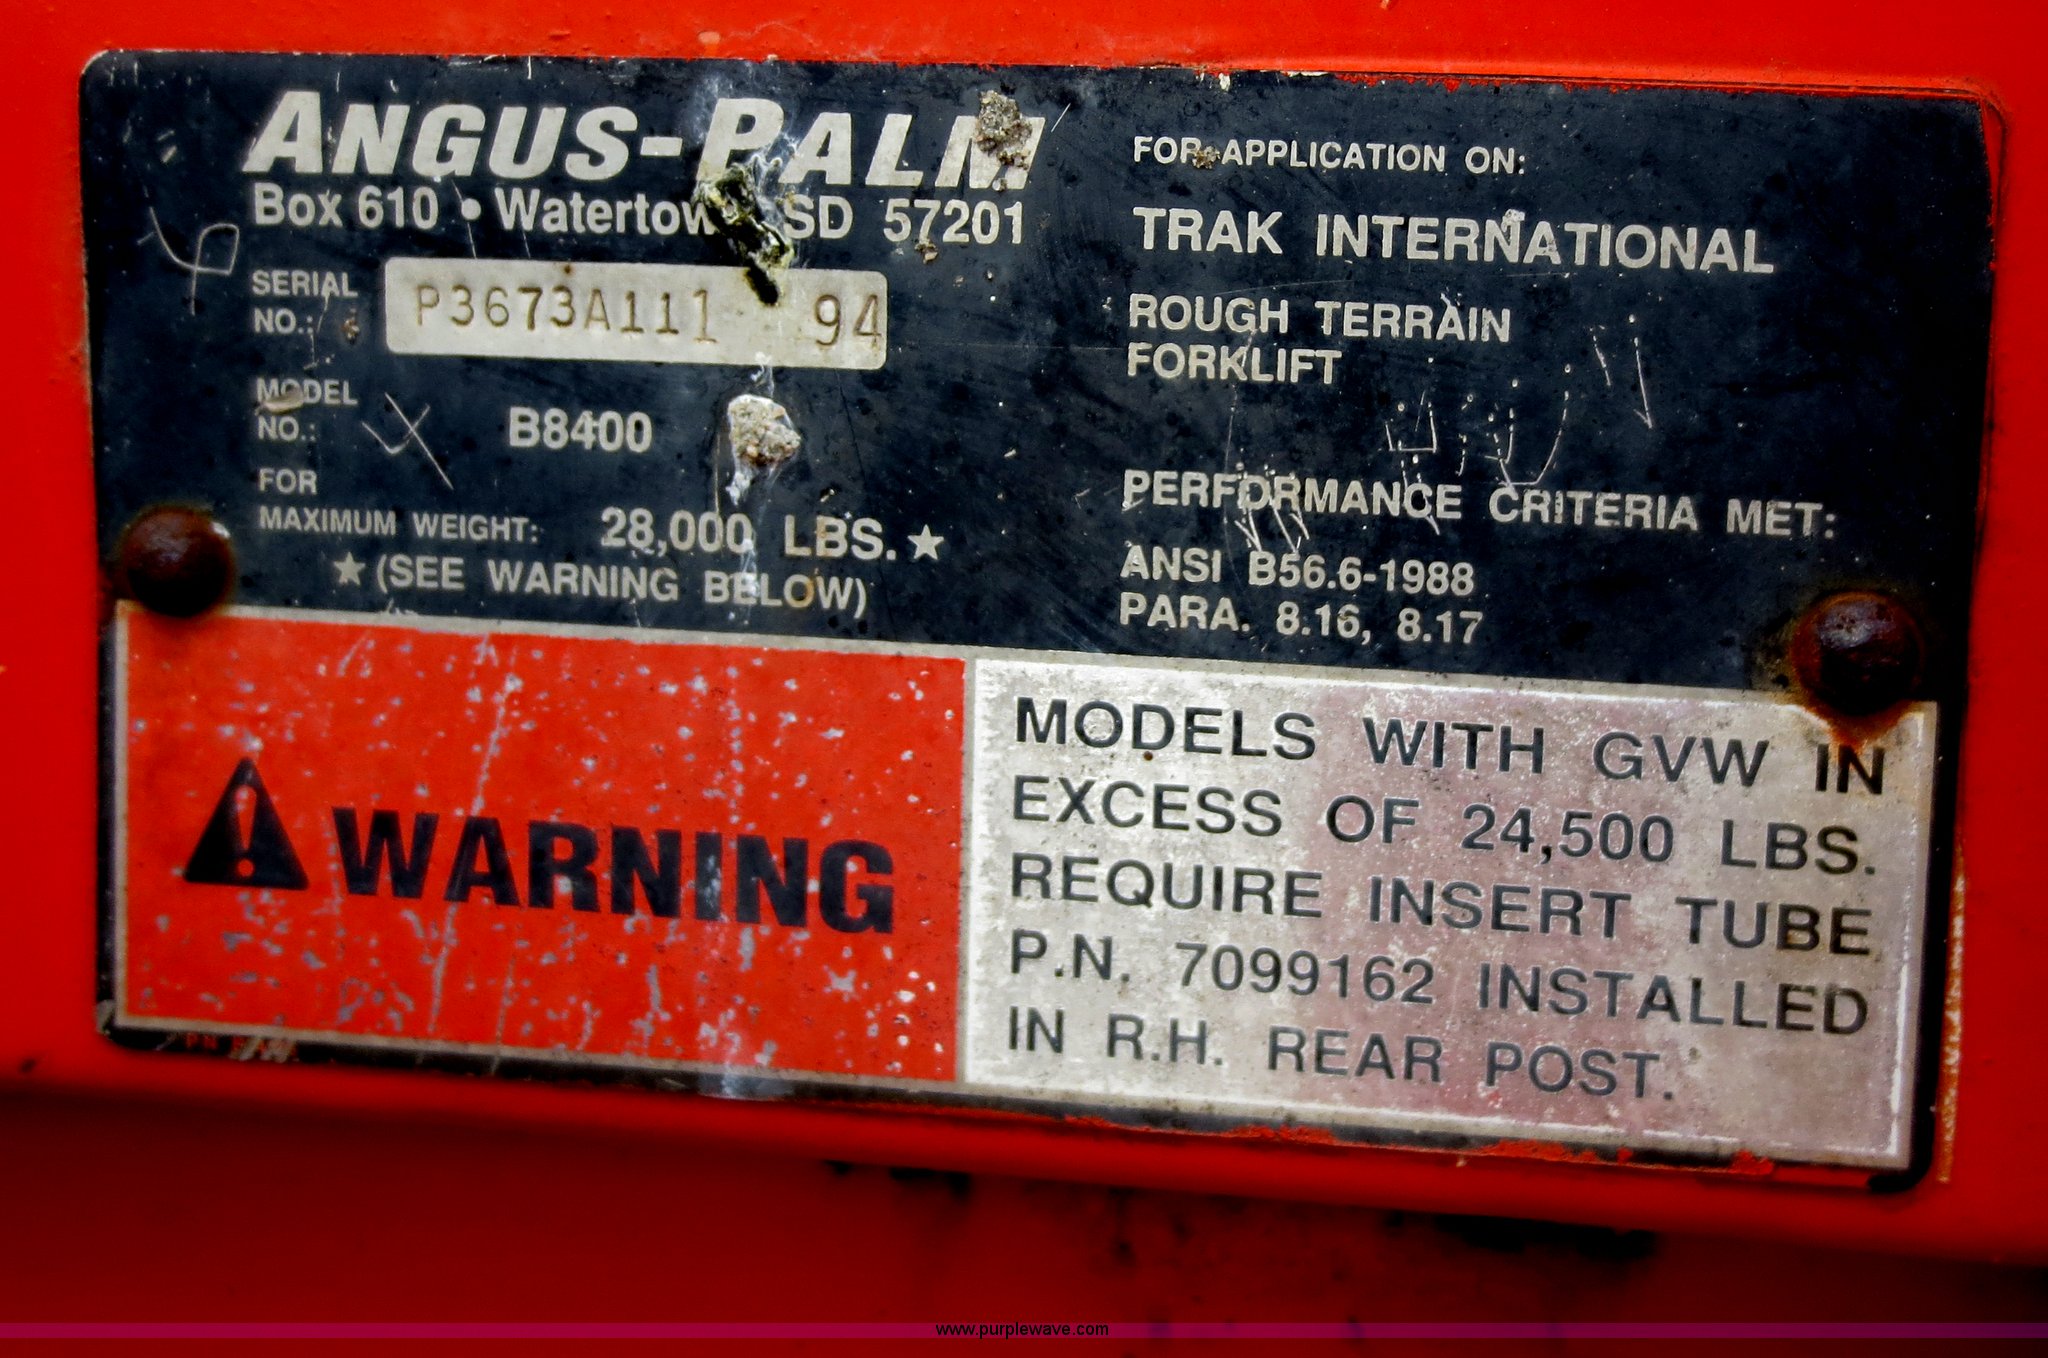 ANGUS-PALM
Box 610 • Watertown SD 57201
SERIAL
NO.: P3673A111 94
MODEL
NO.: B8400
FOR
MAXIMUM WEIGHT: 28,000 LBS. ★
★ (SEE WARNING BELOW)
FOR APPLICATION ON:
TRAK INTERNATIONAL
ROUGH TERRAIN
FORKLIFT
PERFORMANCE CRITERIA MET:
ANSI B56.6-1988
PARA. 8.16, 8.17
WARNING
MODELS WITH GVW IN
EXCESS OF 24,500 LBS.
REQUIRE INSERT TUBE
P.N. 7099162 INSTALLED
IN R.H. REAR POST.
www.purplewave.com